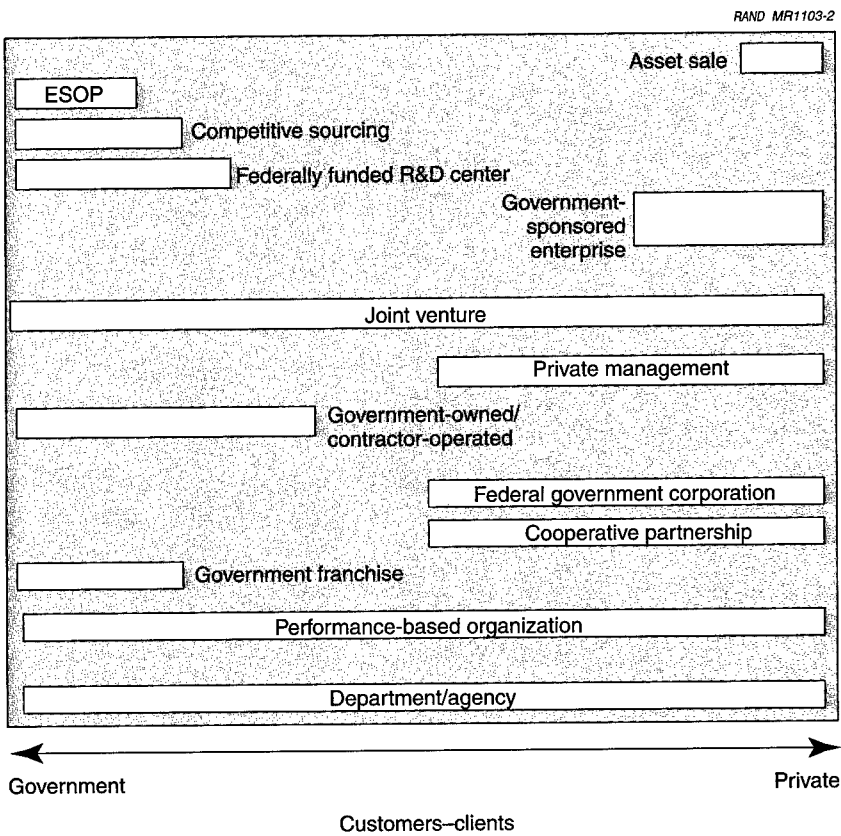 RAND MR1103-2
Asset sale
ESOP
Competitive sourcing
Federally funded R&D center
Government-
sponsored
enterprise
Joint venture
Private management
Government-owned/
contractor-operated
Federal government corporation
Cooperative partnership
Government franchise
Performance-based organization
Department/agency
Government
Private
Customers–clients